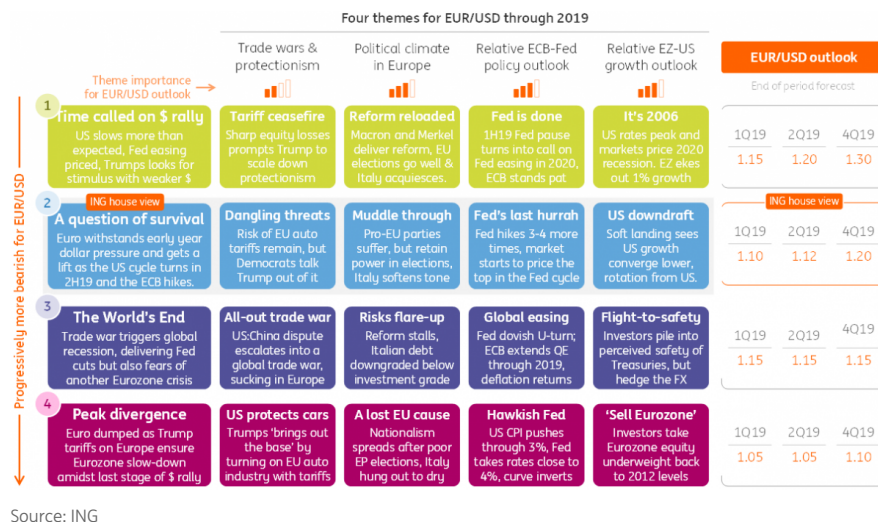 Four themes for EUR/USD through 2019
Theme importance
for EUR/USD outlook
Trade wars &
protectionism
Political climate
in Europe
Relative ECB-Fed
policy outlook
Relative EZ-US
growth outlook
EUR/USD outlook
End of period forecast
Progressively more bearish for EUR/USD
1
Time called on $ rally
US slows more than
expected, Fed easing
priced, Trumps looks for
stimulus with weaker $
Tariff ceasefire
Sharp equity losses
prompts Trump to
scale down
protectionism
Reform reloaded
Macron and Merkel
deliver reform, EU
elections go well &
Italy acquiesces.
Fed is done
1H19 Fed pause
turns into call on
Fed easing in 2020,
ECB stands pat
It's 2006
US rates peak and
markets price 2020
recession. EZ ekes
out 1% growth
1Q19 2Q19 4Q19
1.15 1.20 1.30
2
ING house view
A question of survival
Euro withstands early year
dollar pressure and gets a
lift as the US cycle turns in
2H19 and the ECB hikes.
Dangling threats
Risk of EU auto
tariffs remain, but
Democrats talk
Trump out of it
Muddle through
Pro-EU parties
suffer, but retain
power in elections,
Italy softens tone
Fed's last hurrah
Fed hikes 3-4 more
times, market
starts to price the
top in the Fed cycle
US downdraft
Soft landing sees
US growth
converge lower,
rotation from US.
ING house view
1Q19 2Q19 4Q19
1.10 1.12 1.20
3
The World's End
Trade war triggers global
recession, delivering Fed
cuts but also fears of
another Eurozone crisis
All-out trade war
US:China dispute
escalates into a
global trade war,
sucking in Europe
Risks flare-up
Reform stalls,
Italian debt
downgraded below
investment grade
Global easing
Fed dovish U-turn;
ECB extends QE
through 2019,
deflation returns
Flight-to-safety
Investors pile into
perceived safety of
Treasuries, but
hedge the FX
1Q19 2Q19 4Q19
1.15 1.15 1.15
4
Peak divergence
Euro dumped as Trump
tariffs on Europe ensure
Eurozone slow-down
amidst last stage of $ rally
US protects cars
Trumps 'brings out
the base' by
turning on EU auto
industry with tariffs
A lost EU cause
Nationalism
spreads after poor
EP elections, Italy
hung out to dry
Hawkish Fed
US CPI pushes
through 3%, Fed
takes rates close to
4%, curve inverts
'Sell Eurozone'
Investors take
Eurozone equity
underweight back
to 2012 levels
1Q19 2Q19 4Q19
1.05 1.05 1.10
Source: ING